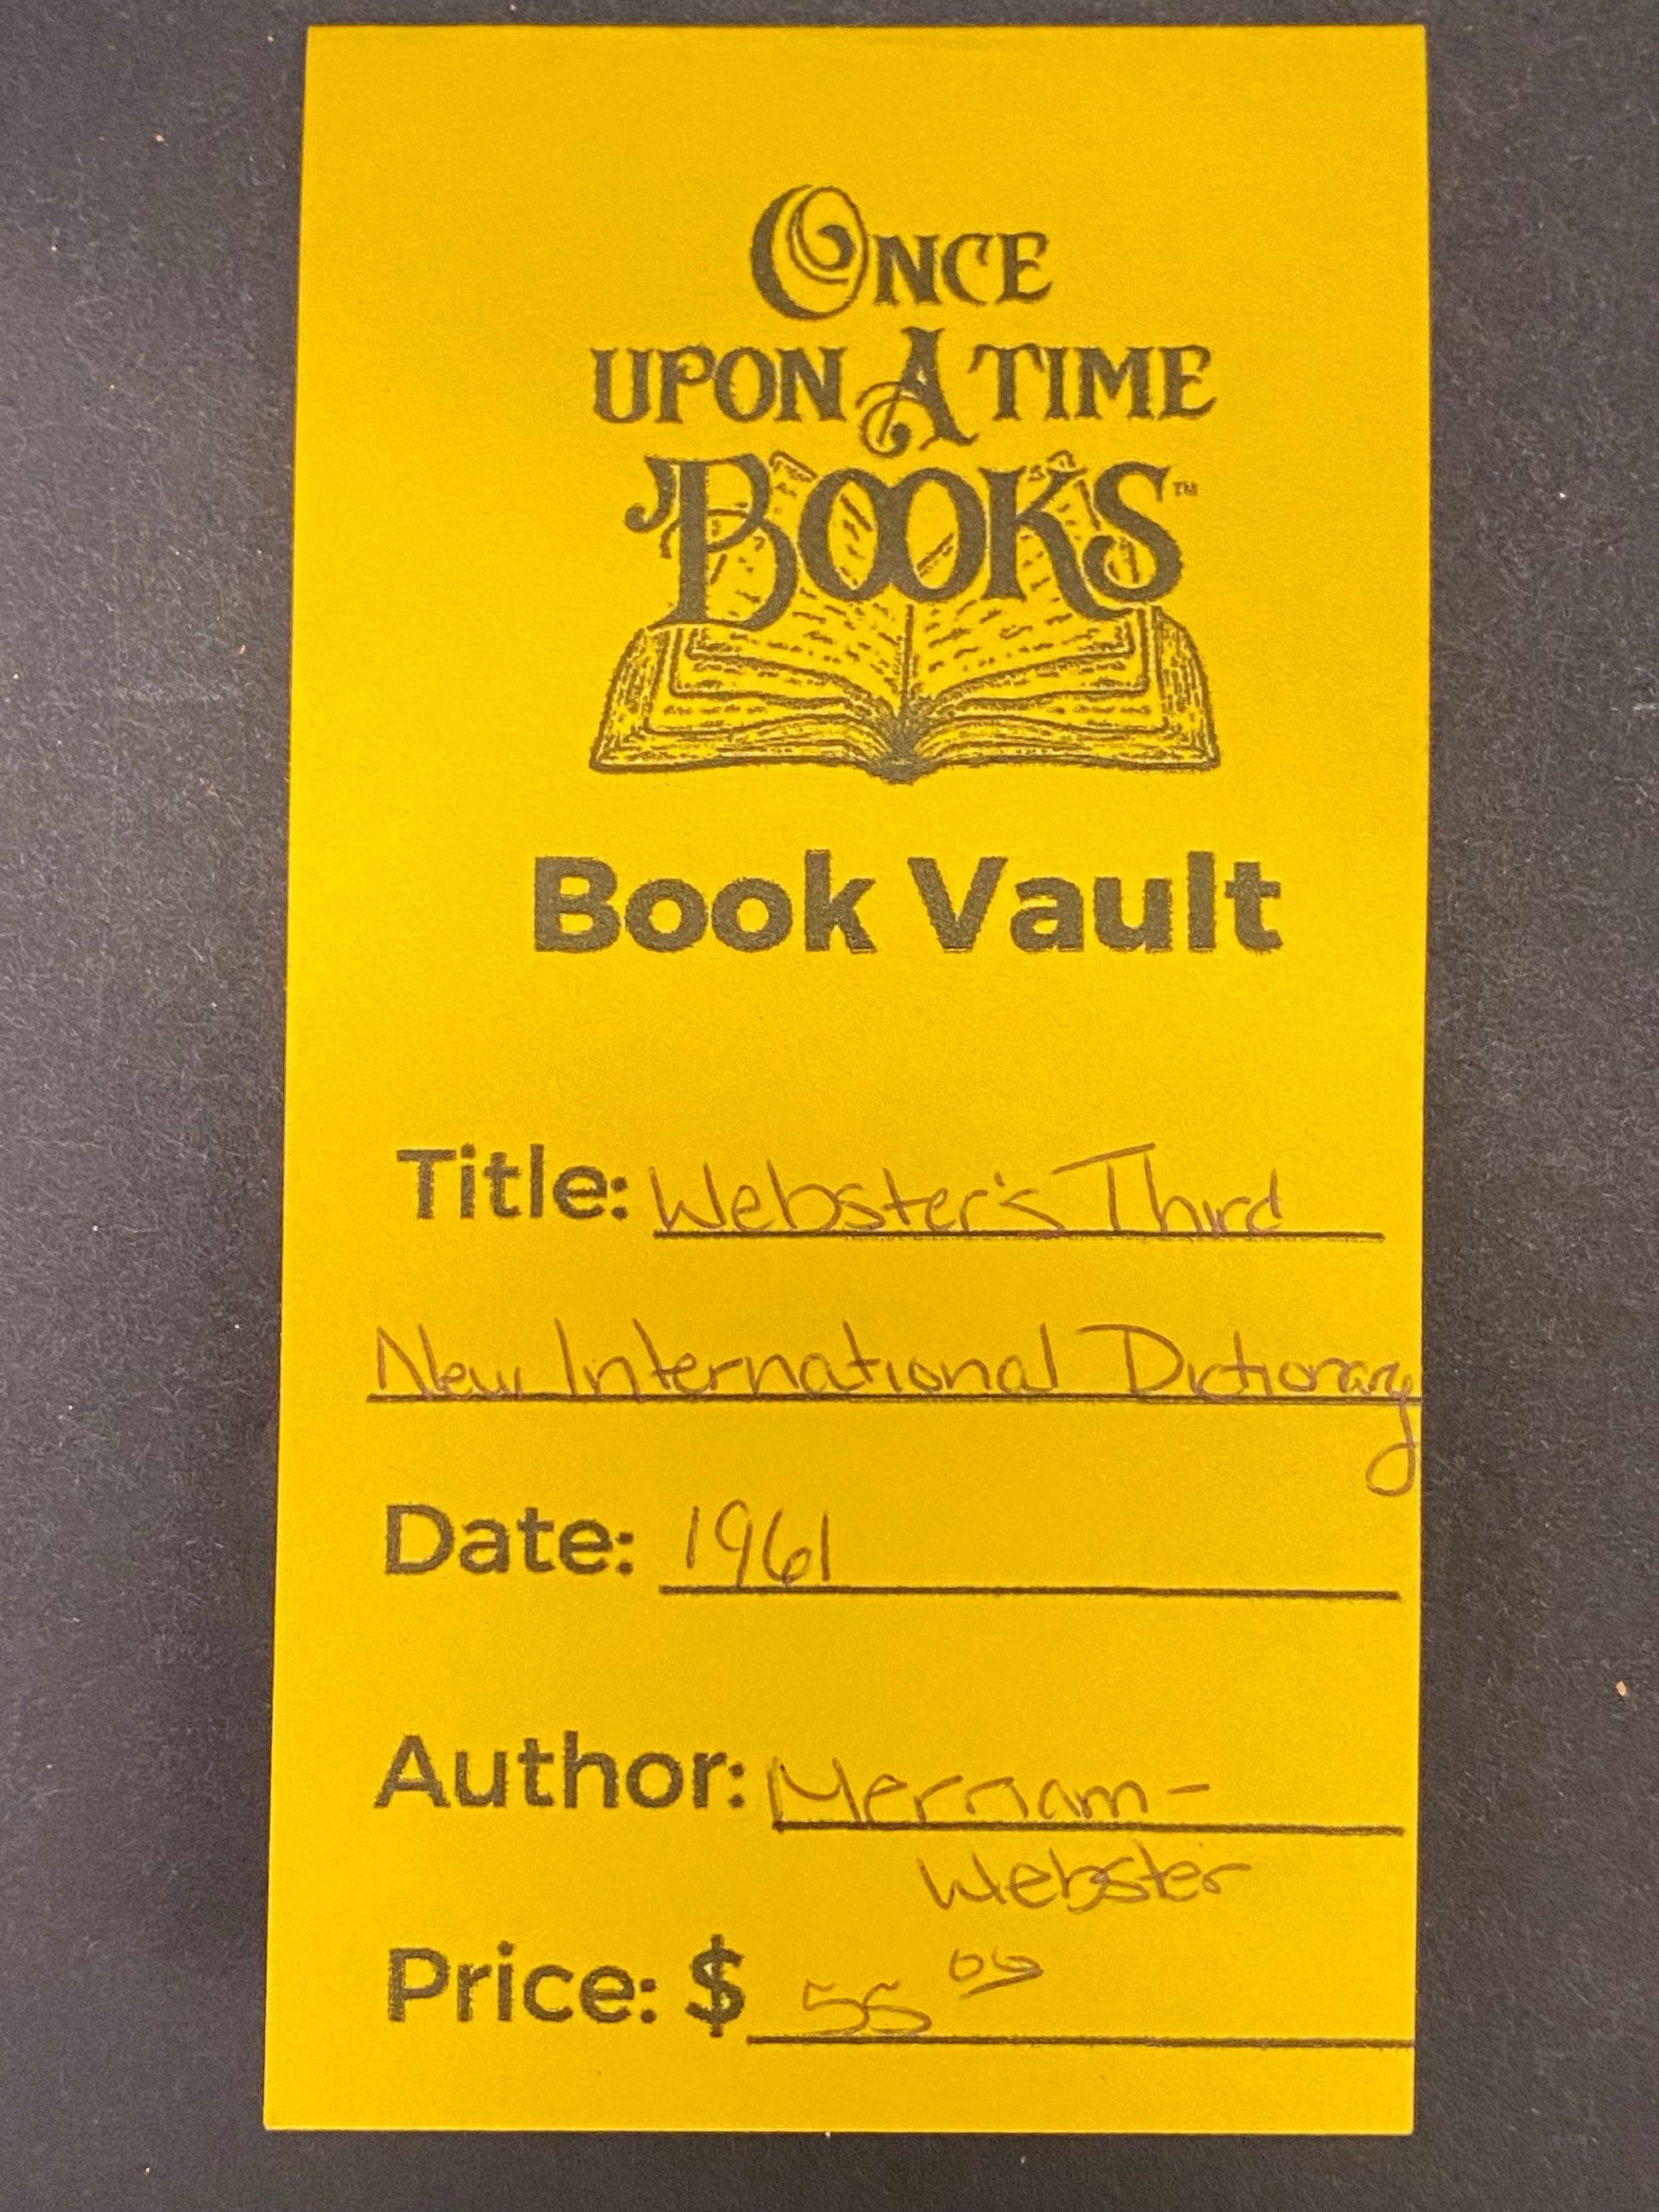 ONCE
UPON A TIME
BOOKS™
Book Vault
Title: Webster's Third
New International Dictionary
Date: 1961
Author: Merriam-
Webster
Price: $ 55 00